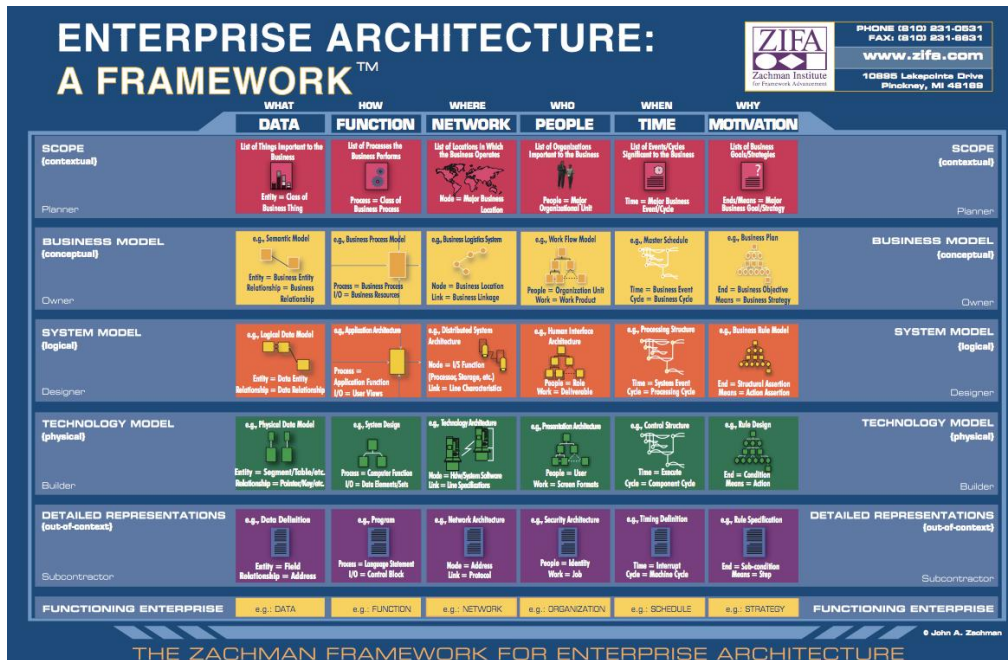 ENTERPRISE ARCHITECTURE:
A FRAMEWORK™
ZIFA
Zachman Institute
for Framework Advancement
PHONE (810) 231-0531
FAX: (810) 231-6631
www.zifa.com
10895 Lakepointe Drive
Pinckney, MI 48169
WHAT
HOW
WHERE
WHO
WHEN
WHY
DATA
FUNCTION
NETWORK
PEOPLE
TIME
MOTIVATION
SCOPE
(contextual)
Planner
List of Things Important to the
Business
Entity = Class of
Business Thing
List of Processes the
Business Performs
Process = Class of
Business Process
List of Locations in Which
the Business Operates
Node = Major Business
Location
List of Organizations
Important to the Business
People = Major
Organizational Unit
List of Events/Cycles
Significant to the Business
Time = Major Business
Event/Cycle
Lists of Business
Goals/Strategies
Ends/Means = Major
Business Goal/Strategy
SCOPE
(contextual)
Planner
BUSINESS MODEL
(conceptual)
Owner
e.g., Semantic Model
Entity = Business Entity
Relationship = Business
Relationship
e.g., Business Process Model
Process = Business Process
I/O = Business Resources
e.g., Business Logistics System
Node = Business Location
Link = Business Linkage
e.g., Work Flow Model
People = Organization Unit
Work = Work Product
e.g., Master Schedule
Time = Business Event
Cycle = Business Cycle
e.g., Business Plan
End = Business Objective
Means = Business Strategy
BUSINESS MODEL
(conceptual)
Owner
SYSTEM MODEL
(logical)
Designer
e.g., Logical Data Model
Entity = Data Entity
Relationship = Data Relationship
e.g., Application Architecture
Process =
Application Function
I/O = User Views
e.g., Distributed System
Architecture
Node = I/S Function
(Processor, Storage, etc.)
Link = Line Characteristics
e.g., Human Interface
Architecture
People = Role
Work = Deliverable
e.g., Processing Structure
Time = System Event
Cycle = Processing Cycle
e.g., Business Rule Model
End = Structural Assertion
Means = Action Assertion
SYSTEM MODEL
(logical)
Designer
TECHNOLOGY MODEL
(physical)
Builder
e.g., Physical Data Model
Entity = Segment/Table/etc.
Relationship = Pointer/Key/etc.
e.g., System Design
Process = Computer Function
I/O = Data Elements/Sets
e.g., Technology Architecture
Node = Hdw/System Software
Link = Line Specifications
e.g., Presentation Architecture
People = User
Work = Screen Formats
e.g., Control Structure
Time = Execute
Cycle = Component Cycle
e.g., Rule Design
End = Condition
Means = Action
TECHNOLOGY MODEL
(physical)
Builder
DETAILED REPRESENTATIONS
(out-of-context)
Subcontractor
e.g., Data Definition
Entity = Field
Relationship = Address
e.g., Program
Process = Language Statement
I/O = Control Block
e.g., Network Architecture
Node = Address
Link = Protocol
e.g., Security Architecture
People = Identity
Work = Job
e.g., Timing Definition
Time = Interrupt
Cycle = Machine Cycle
e.g., Rule Specification
End = Sub-condition
Means = Step
DETAILED REPRESENTATIONS
(out-of-context)
Subcontractor
FUNCTIONING ENTERPRISE
e.g.: DATA
e.g.: FUNCTION
e.g.: NETWORK
e.g.: ORGANIZATION
e.g.: SCHEDULE
e.g.: STRATEGY
FUNCTIONING ENTERPRISE
© John A. Zachman
THE ZACHMAN FRAMEWORK FOR ENTERPRISE ARCHITECTURE